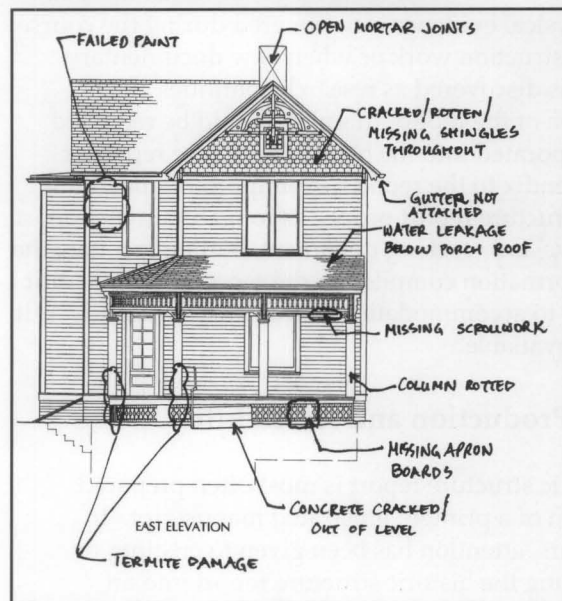 OPEN MORTAR JOINTS
FAILED PAINT
CRACKED/ROTTEN/
MISSING SHINGLES
THROUGHOUT
GUTTER NOT
ATTACHED
WATER LEAKAGE
BELOW PORCH ROOF
MISSING SCROLLWORK
COLUMN ROTTED
MISSING APRON
BOARDS
CONCRETE CRACKED/
OUT OF LEVEL
EAST ELEVATION
TERMITE DAMAGE